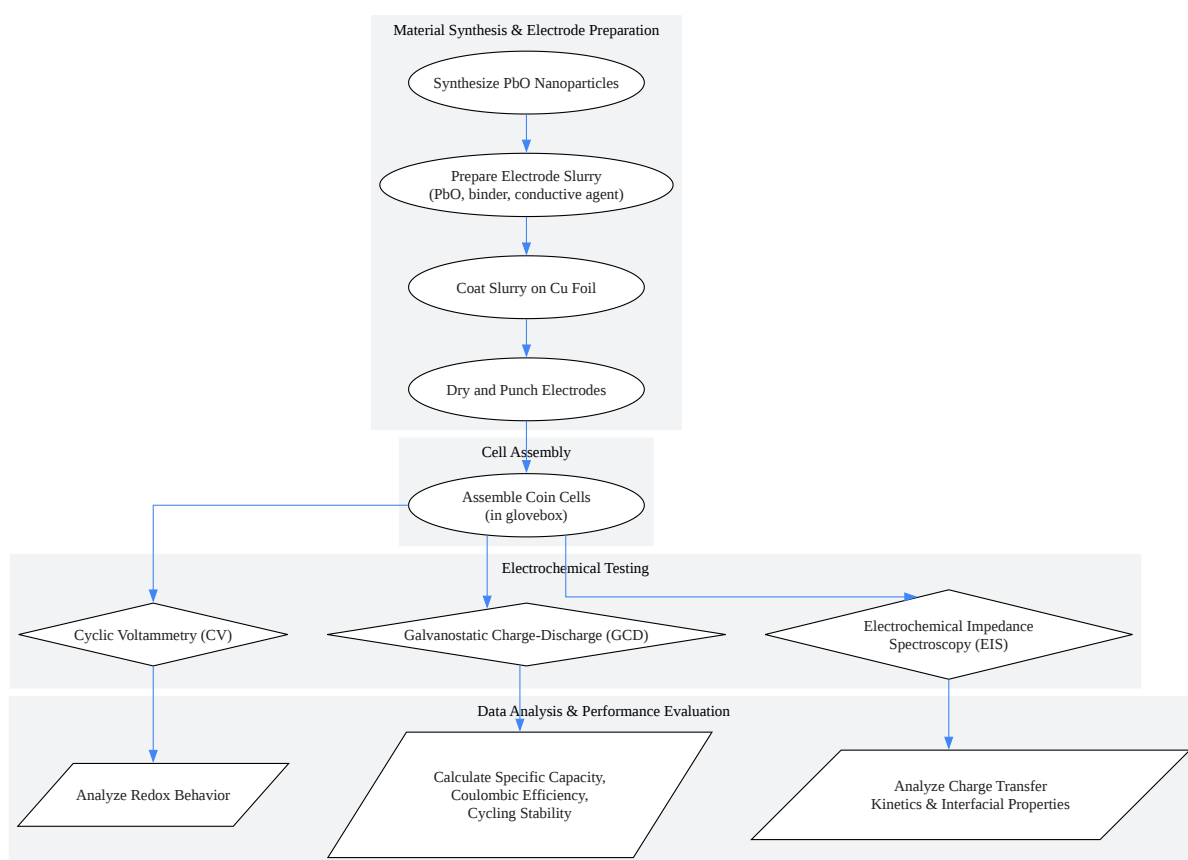 Material Synthesis & Electrode Preparation
Synthesize PbO Nanoparticles
Prepare Electrode Slurry
(PbO, binder, conductive agent)
Coat Slurry on Cu Foil
Dry and Punch Electrodes
Cell Assembly
Assemble Coin Cells
(in glovebox)
Electrochemical Testing
Cyclic Voltammetry (CV)
Galvanostatic Charge-Discharge (GCD)
Electrochemical Impedance
Spectroscopy (EIS)
Data Analysis & Performance Evaluation
Analyze Redox Behavior
Calculate Specific Capacity,
Coulombic Efficiency,
Cycling Stability
Analyze Charge Transfer
Kinetics & Interfacial Properties